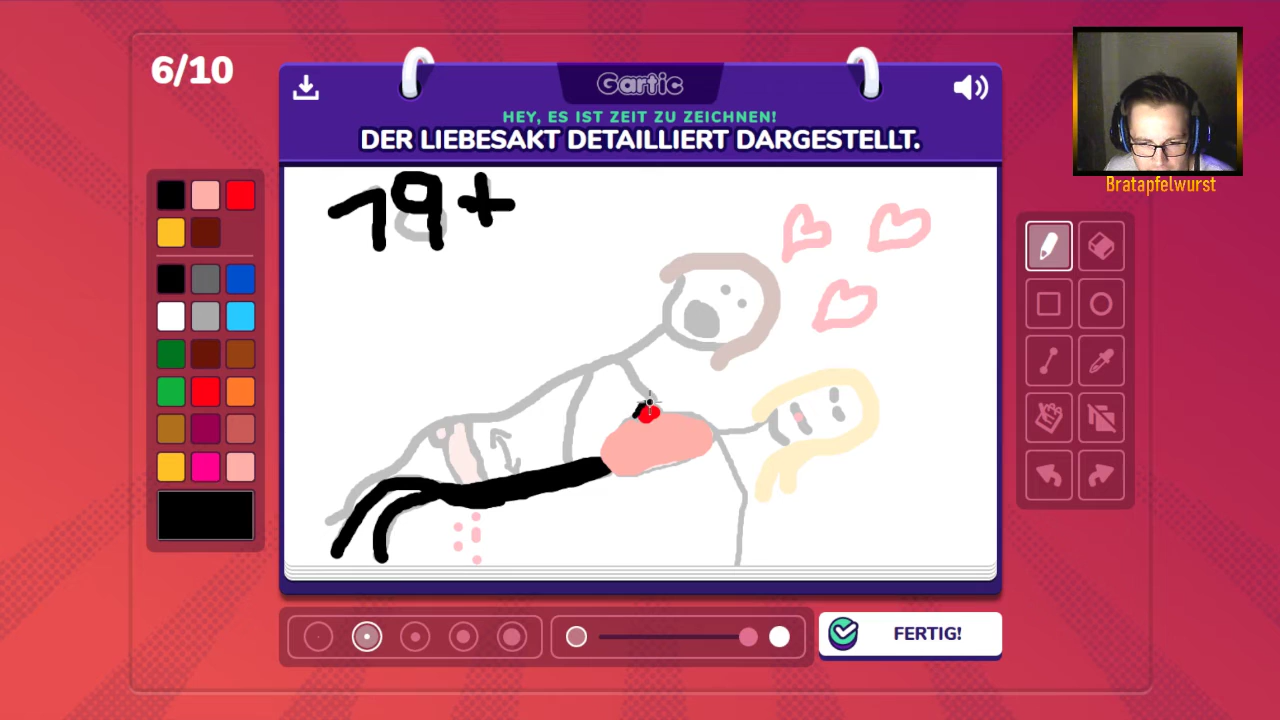 6/10
Gartic
HEY, ES IST ZEIT ZU ZEICHNEN!
DER LIEBESAKT DETAILLIERT DARGESTELLT.
Bratapfelwurst
19+
FERTIG!